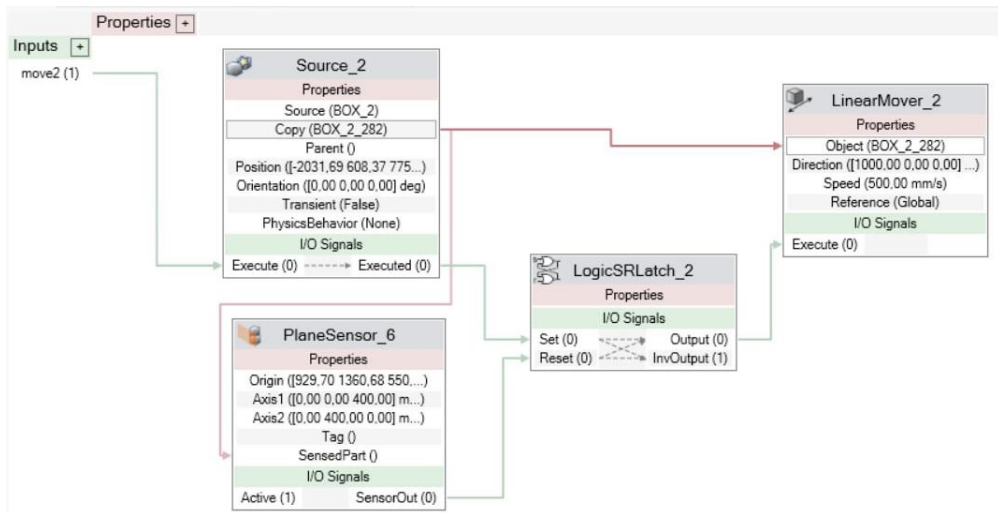 Properties +
Inputs +
move2 (1)
Source_2
Properties
Source (BOX_2)
Copy (BOX_2_282)
Parent ()
Position ([-2031,69 608,37 775...)
Orientation ([0,00 0,00 0,00] deg)
Transient (False)
PhysicsBehavior (None)
I/O Signals
Execute (0) Executed (0)
LinearMover_2
Properties
Object (BOX_2_282)
Direction ([1000,00 0,00 0,00] ...)
Speed (500,00 mm/s)
Reference (Global)
I/O Signals
Execute (0)
LogicSRLatch_2
Properties
I/O Signals
Set (0) Output (0)
Reset (0) InvOutput (1)
PlaneSensor_6
Properties
Origin ([929,70 1360,68 550,...)
Axis1 ([0,00 0,00 400,00] m...)
Axis2 ([0,00 400,00 0,00] m...)
Tag ()
SensedPart ()
I/O Signals
Active (1) SensorOut (0)